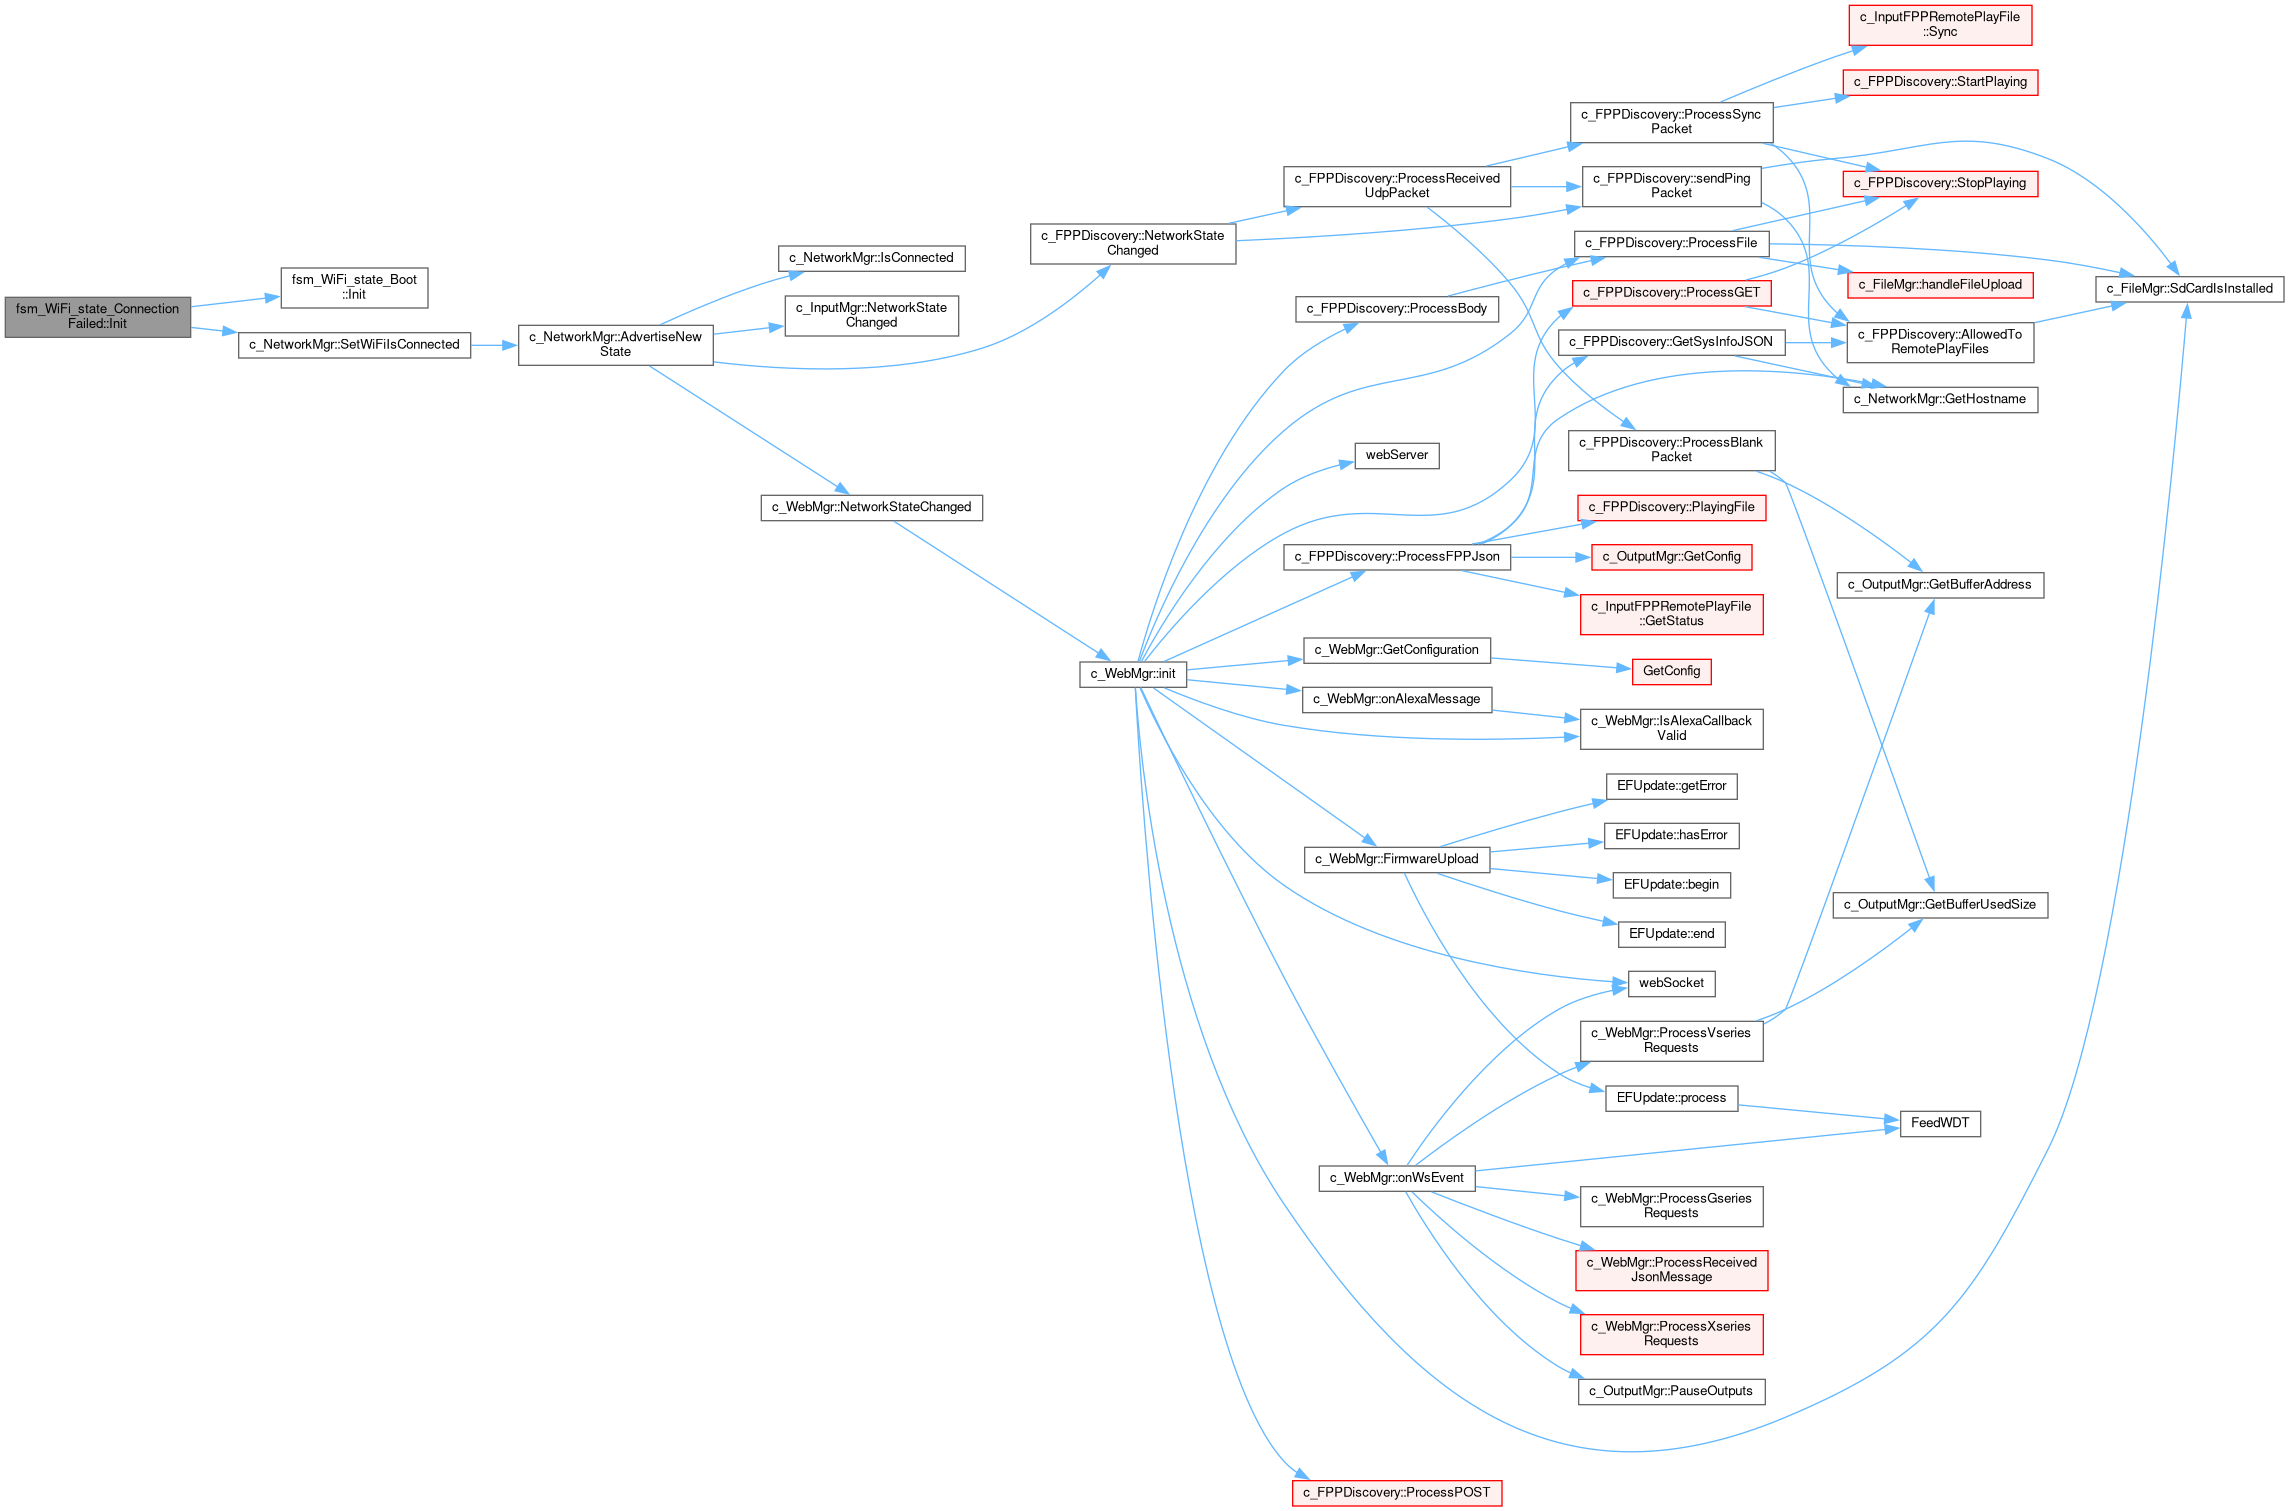 fsm_WiFi_state_Connection
Failed::Init
fsm_WiFi_state_Boot
::Init
c_NetworkMgr::SetWiFiIsConnected
c_NetworkMgr::AdvertiseNew
State
c_NetworkMgr::IsConnected
c_InputMgr::NetworkState
Changed
c_WebMgr::NetworkStateChanged
c_FPPDiscovery::NetworkState
Changed
c_WebMgr::init
c_FPPDiscovery::ProcessReceived
UdpPacket
c_FPPDiscovery::ProcessBody
webServer
c_FPPDiscovery::ProcessFPPJson
c_WebMgr::GetConfiguration
c_WebMgr::onAlexaMessage
c_WebMgr::FirmwareUpload
c_WebMgr::onWsEvent
c_FPPDiscovery::ProcessPOST
c_FPPDiscovery::ProcessSync
Packet
c_FPPDiscovery::sendPing
Packet
c_FPPDiscovery::ProcessFile
c_FPPDiscovery::ProcessGET
c_FPPDiscovery::GetSysInfoJSON
c_FPPDiscovery::ProcessBlank
Packet
c_FPPDiscovery::PlayingFile
c_OutputMgr::GetConfig
c_InputFPPRemotePlayFile
::GetStatus
GetConfig
c_WebMgr::IsAlexaCallback
Valid
EFUpdate::getError
EFUpdate::hasError
EFUpdate::begin
EFUpdate::end
webSocket
c_WebMgr::ProcessVseries
Requests
EFUpdate::process
c_WebMgr::ProcessGseries
Requests
c_WebMgr::ProcessReceived
JsonMessage
c_WebMgr::ProcessXseries
Requests
c_OutputMgr::PauseOutputs
c_InputFPPRemotePlayFile
::Sync
c_FPPDiscovery::StartPlaying
c_FPPDiscovery::StopPlaying
c_FileMgr::handleFileUpload
c_FPPDiscovery::AllowedTo
RemotePlayFiles
c_NetworkMgr::GetHostname
c_OutputMgr::GetBufferAddress
c_OutputMgr::GetBufferUsedSize
FeedWDT
c_FileMgr::SdCardIsInstalled